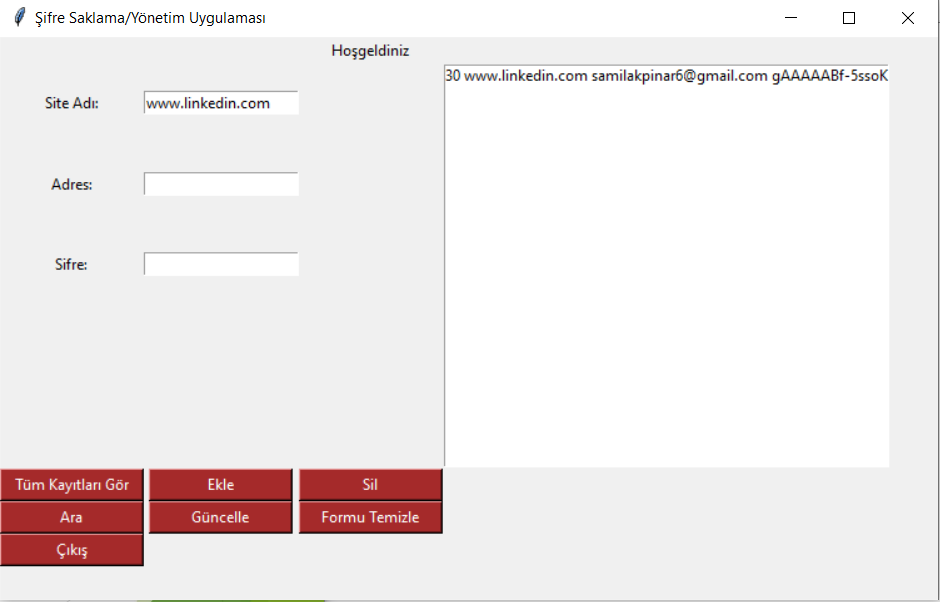 Şifre Saklama/Yönetim Uygulaması
Hoşgeldiniz
Site Adı:
www.linkedin.com
30 www.linkedin.com samilakpinar6@gmail.com gAAAAABf-5ssoK
Adres:
Sifre:
Tüm Kayıtları Gör
Ekle
Sil
Ara
Güncelle
Formu Temizle
Çıkış